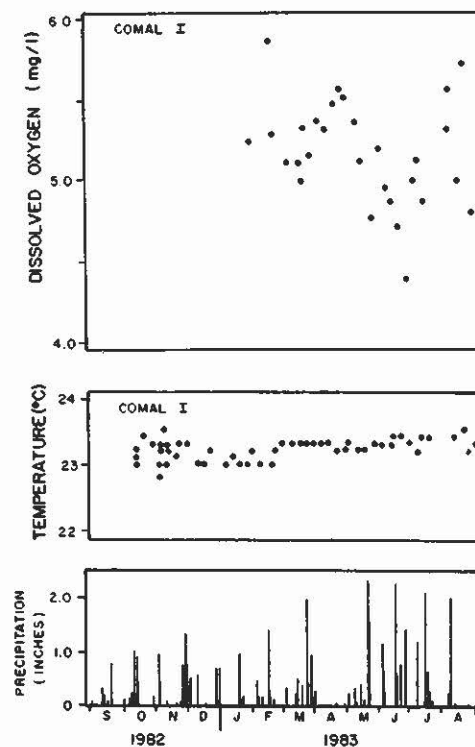 6.0
COMAL I
5.0
4.0
DISSOLVED OXYGEN (mg/l)
24
COMAL I
23
22
TEMPERATURE (°C)
2.0
1.0
0
PRECIPITATION
(INCHES)
S O N D J F M A M J J A
1982 1983